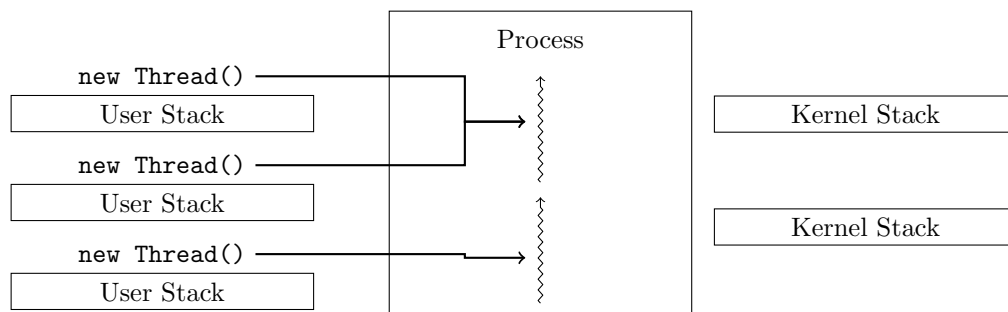 Process
new Thread()
User Stack
Kernel Stack
new Thread()
User Stack
Kernel Stack
new Thread()
User Stack